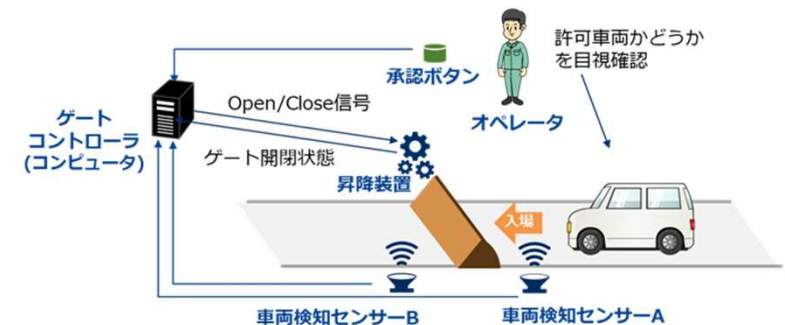 承認ボタン
オペレータ
許可車両かどうか
を目視確認
ゲート
コントローラ
(コンピュータ)
Open/Close信号
ゲート開閉状態
昇降装置
入場
車両検知センサーB
車両検知センサーA